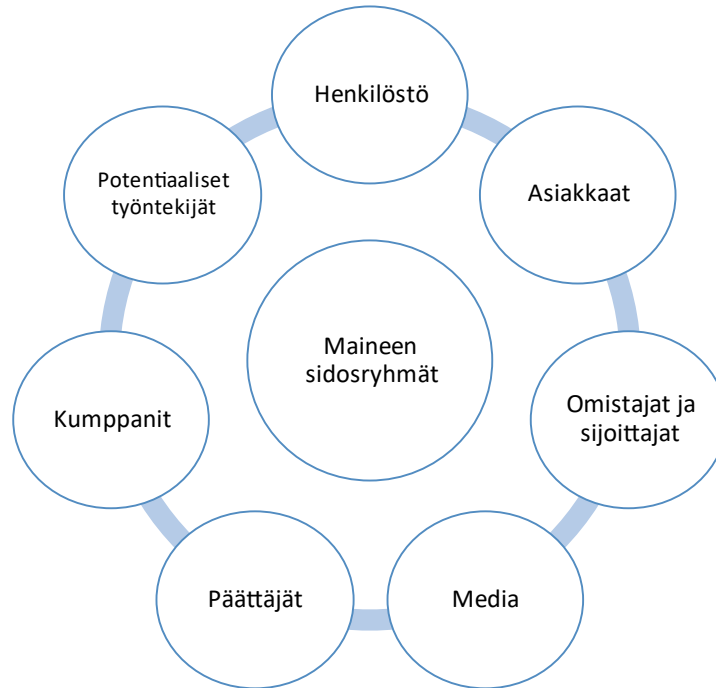 Henkilöstö
Asiakkaat
Omistajat ja
sijoittajat
Media
Päättäjät
Kumppanit
Potentiaaliset
työntekijät
Maineen
sidosryhmät